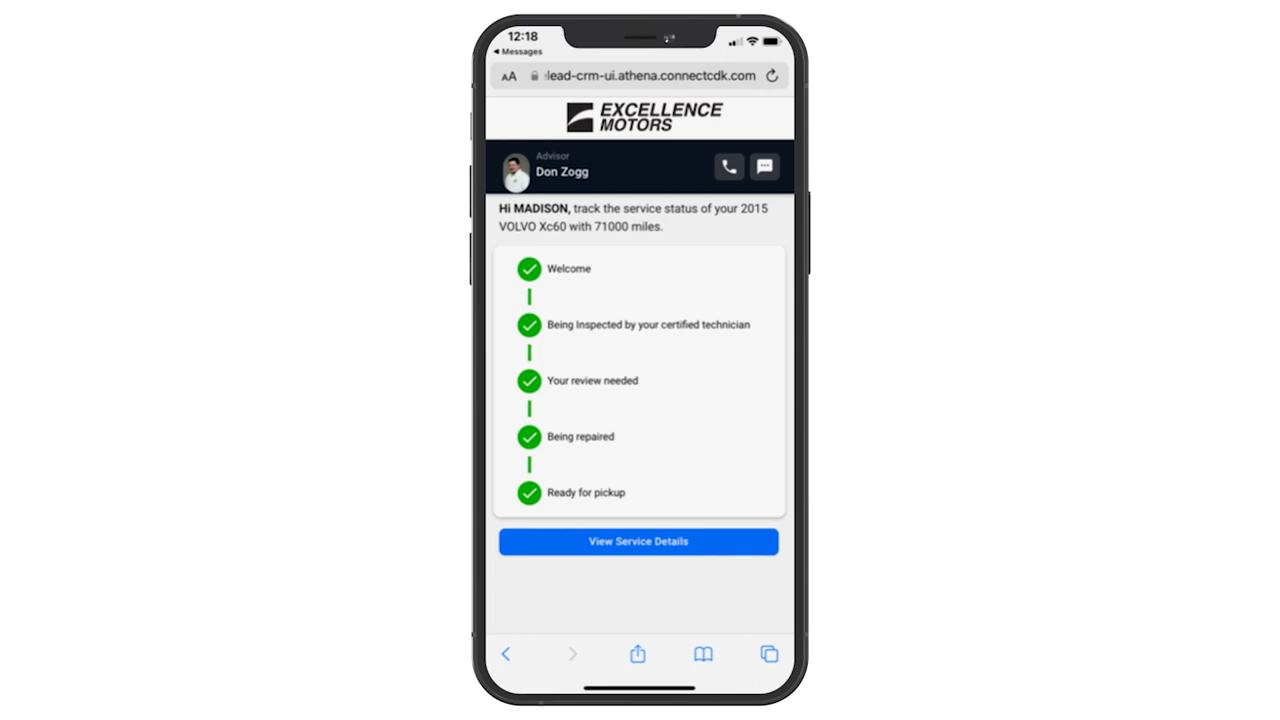 12:18
Messages
AA lead-crm-ui.athena.connectcdk.com
EXCELLENCE
MOTORS
Advisor
Don Zogg
Hi MADISON, track the service status of your 2015
VOLVO Xc60 with 71000 miles.
Welcome
Being Inspected by your certified technician
Your review needed
Being repaired
Ready for pickup
View Service Details